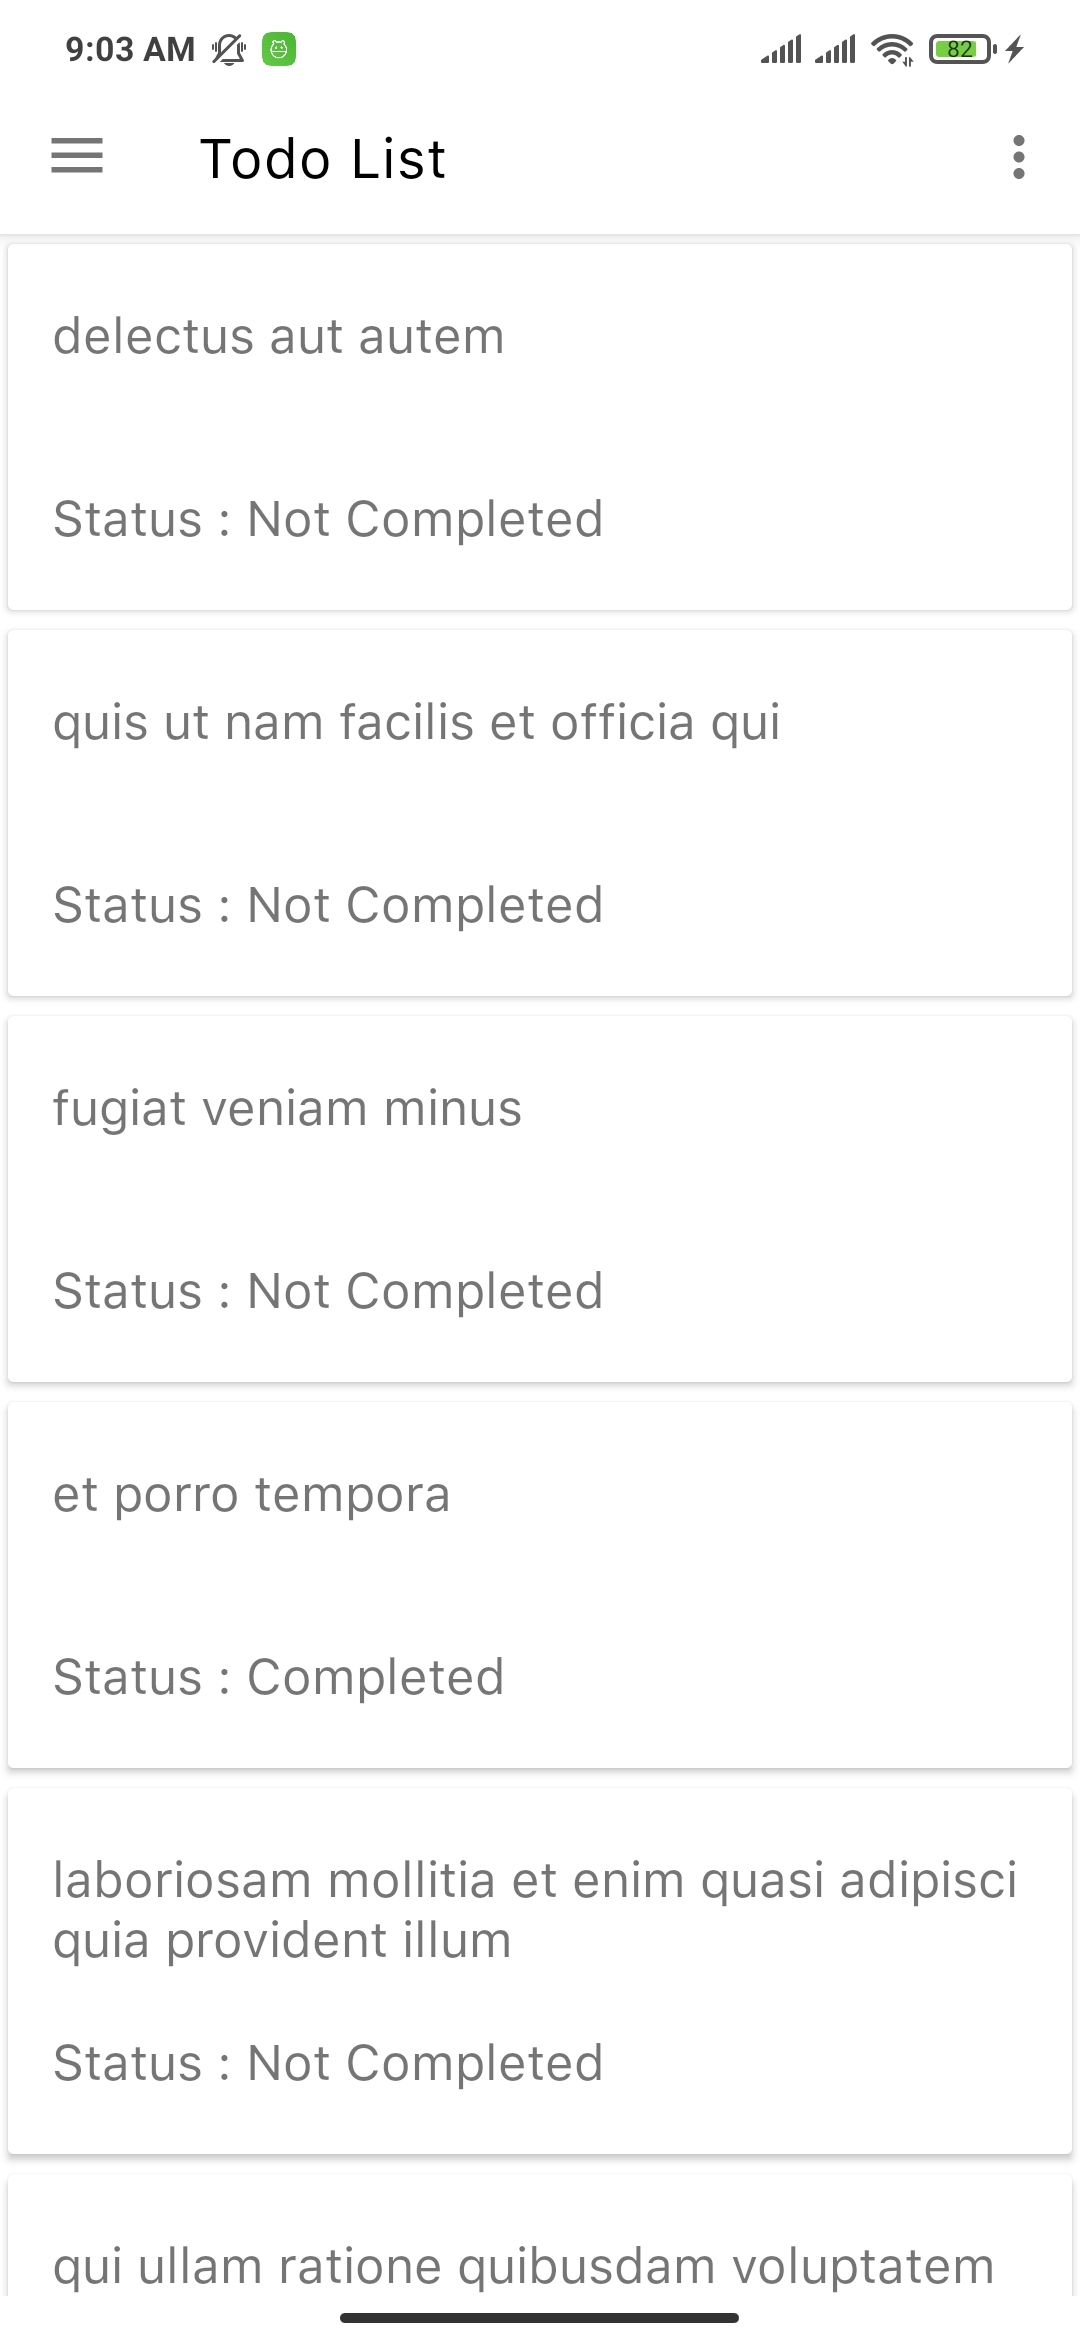 9:03 AM
82
Todo List
delectus aut autem
Status : Not Completed
quis ut nam facilis et officia qui
Status : Not Completed
fugiat veniam minus
Status : Not Completed
et porro tempora
Status : Completed
laboriosam mollitia et enim quasi adipisci
quia provident illum
Status : Not Completed
qui ullam ratione quibusdam voluptatem